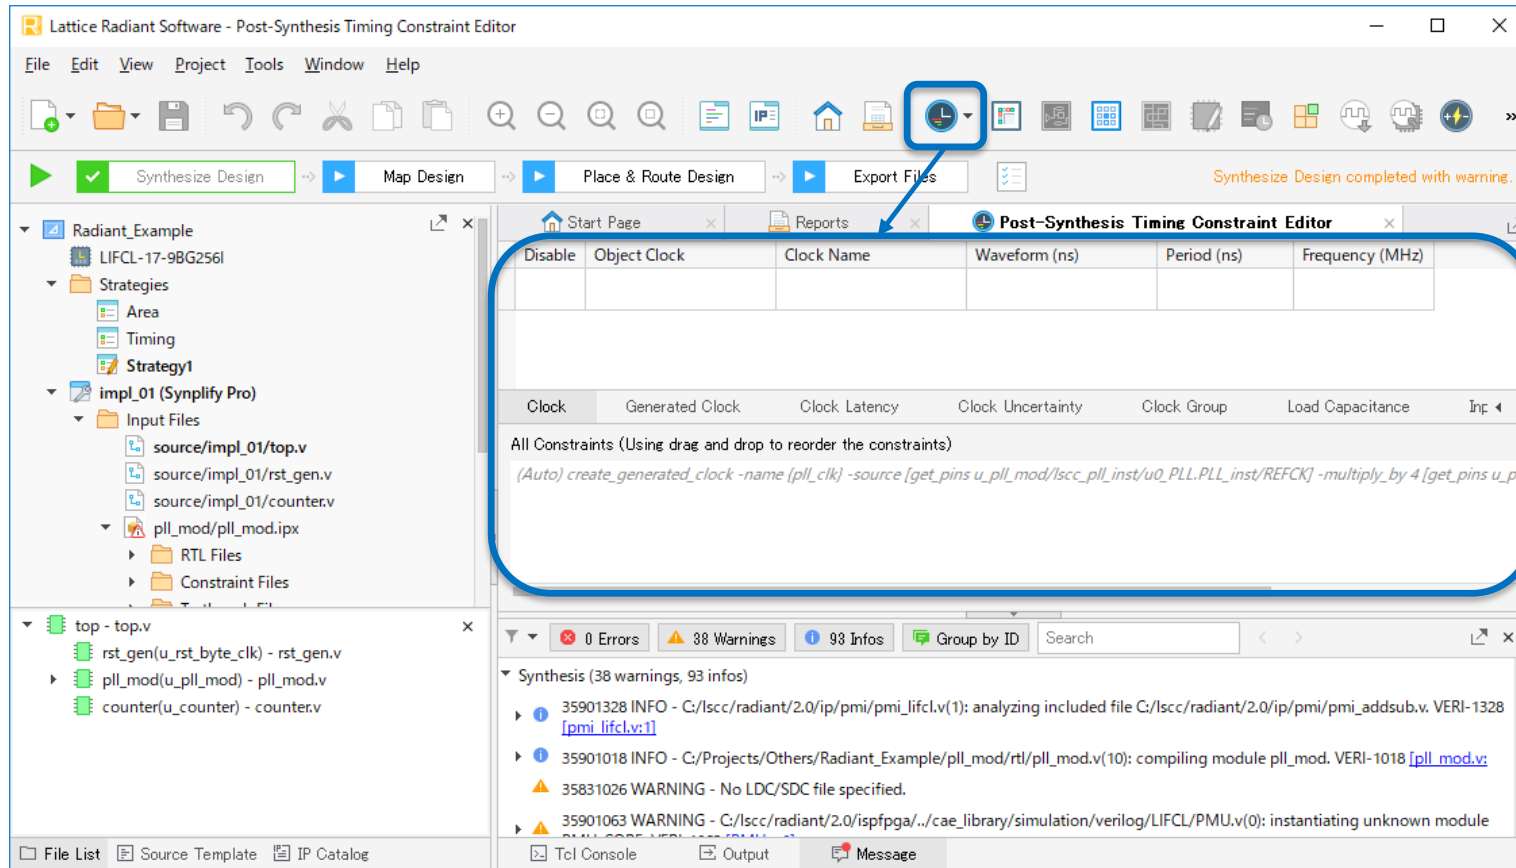 Lattice Radiant Software - Post-Synthesis Timing Constraint Editor
File Edit View Project Tools Window Help
IP
Synthesize Design Map Design Place & Route Design Export Files Synthesize Design completed with warning.
Radiant_Example
LIFCL-17-9BG256I
Strategies
Area
Timing
Strategy1
impl_01 (Synplify Pro)
Input Files
source/impl_01/top.v
source/impl_01/rst_gen.v
source/impl_01/counter.v
pll_mod/pll_mod.ipx
RTL Files
Constraint Files
top - top.v
rst_gen(u_rst_byte_clk) - rst_gen.v
pll_mod(u_pll_mod) - pll_mod.v
counter(u_counter) - counter.v
File List Source Template IP Catalog
Start Page Reports Post-Synthesis Timing Constraint Editor
Disable Object Clock Clock Name Waveform (ns) Period (ns) Frequency (MHz)
Clock Generated Clock Clock Latency Clock Uncertainty Clock Group Load Capacitance Inp
All Constraints (Using drag and drop to reorder the constraints)
(Auto) create_generated_clock -name {pll_clk} -source [get_pins u_pll_mod/lscc_pll_inst/u0_PLL.PLL_inst/REFCK] -multiply_by 4 [get_pins u_p
0 Errors 38 Warnings 93 Infos Group by ID Search
Synthesis (38 warnings, 93 infos)
35901328 INFO - C:/lscc/radiant/2.0/ip/pmi/pmi_lifcl.v(1): analyzing included file C:/lscc/radiant/2.0/ip/pmi/pmi_addsub.v. VERI-1328
[pmi_lifcl.v:1]
35901018 INFO - C:/Projects/Others/Radiant_Example/pll_mod/rtl/pll_mod.v(10): compiling module pll_mod. VERI-1018 [pll_mod.v:
35831026 WARNING - No LDC/SDC file specified.
35901063 WARNING - C:/lscc/radiant/2.0/ispfpga/../cae_library/simulation/verilog/LIFCL/PMU.v(0): instantiating unknown module
Tcl Console Output Message